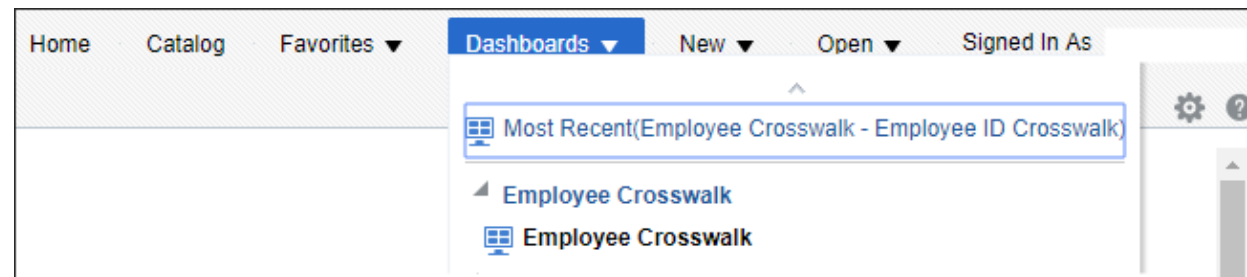 Home Catalog Favorites ▼ Dashboards ▼ New ▼ Open ▼ Signed In As
Most Recent(Employee Crosswalk - Employee ID Crosswalk)
Employee Crosswalk
Employee Crosswalk